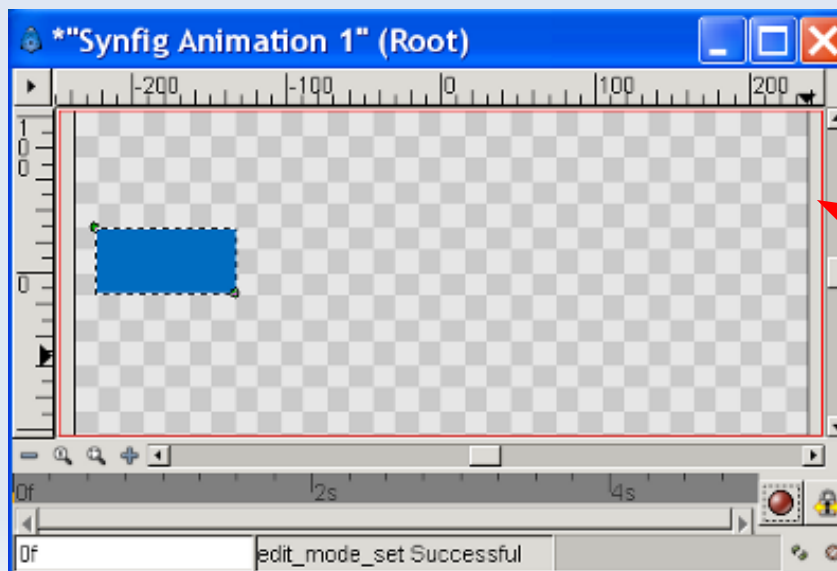 *"Synfig Animation 1" (Root)
-200 -100 0 100 200
100
0
0f 2s 4s
0f edit_mode_set Successful